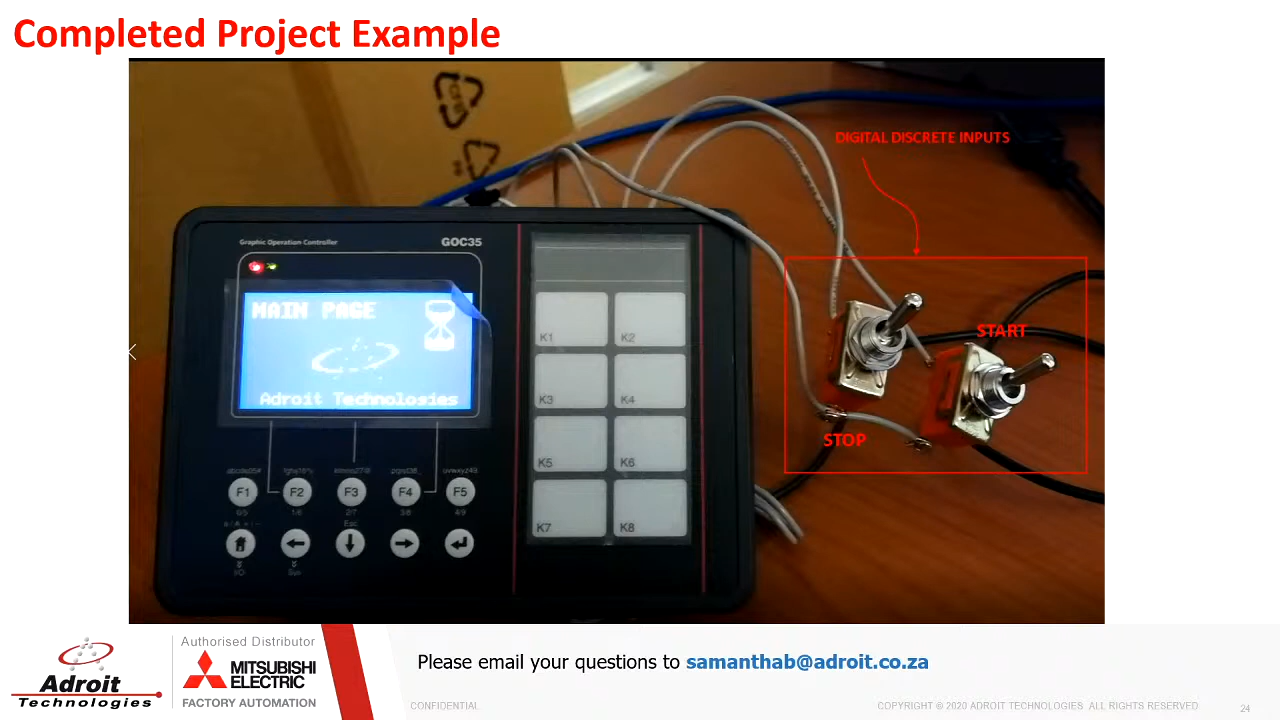 Completed Project Example
DIGITAL DISCRETE INPUTS
Graphic Operation Controller GOC35
MAIN PAGE
Adroit Technologies
START
STOP
K1 K2
K3 K4
K5 K6
K7 K8
F1 F2 F3 F4 F5
Esc
I/O Sys
Adroit
Technologies
Authorised Distributor
MITSUBISHI
ELECTRIC
FACTORY AUTOMATION
Please email your questions to samanthab@adroit.co.za
CONFIDENTIAL
COPYRIGHT © 2020 ADROIT TECHNOLOGIES. ALL RIGHTS RESERVED
24